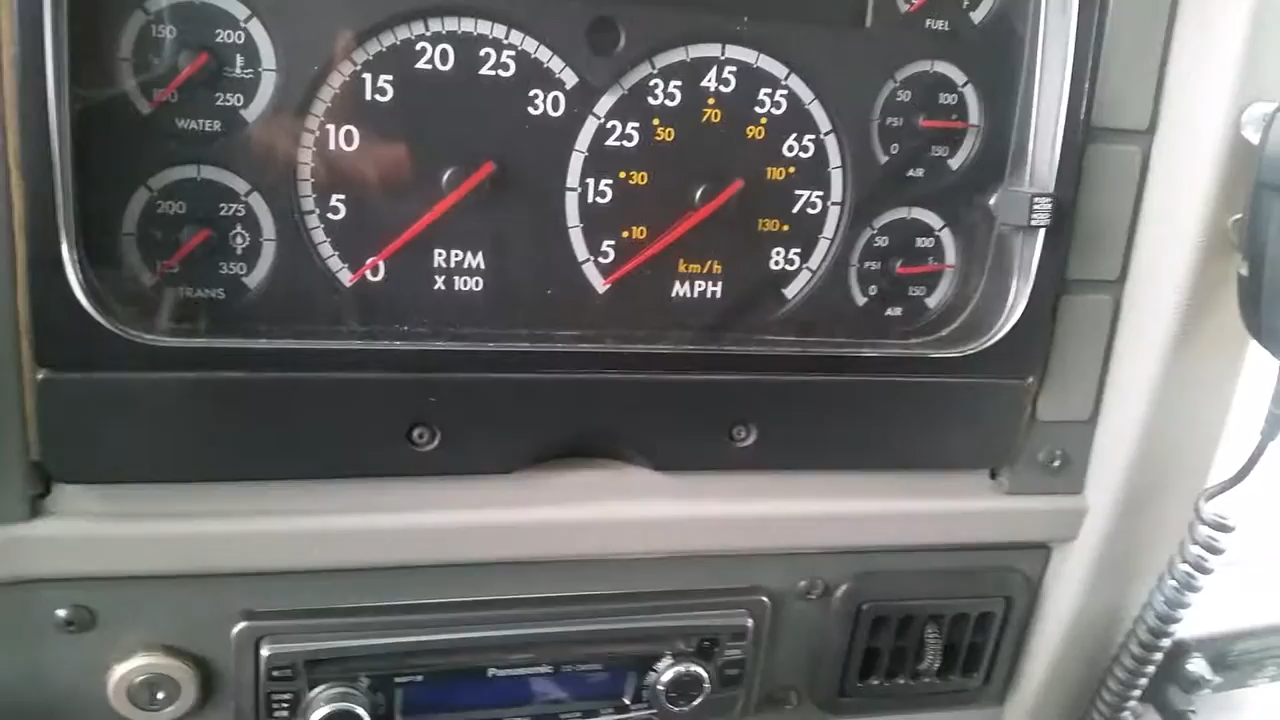 150 200
100 250
WATER
200 275
350
TRANS
0 5 10 15 20 25 30
RPM
X 100
5 15 25 35 45 55 65 75 85
10 30 50 70 90 110 130
km/h
MPH
F
FUEL
50 100
PSI
0 150
AIR
50 100
PSI
0 150
AIR
Panasonic